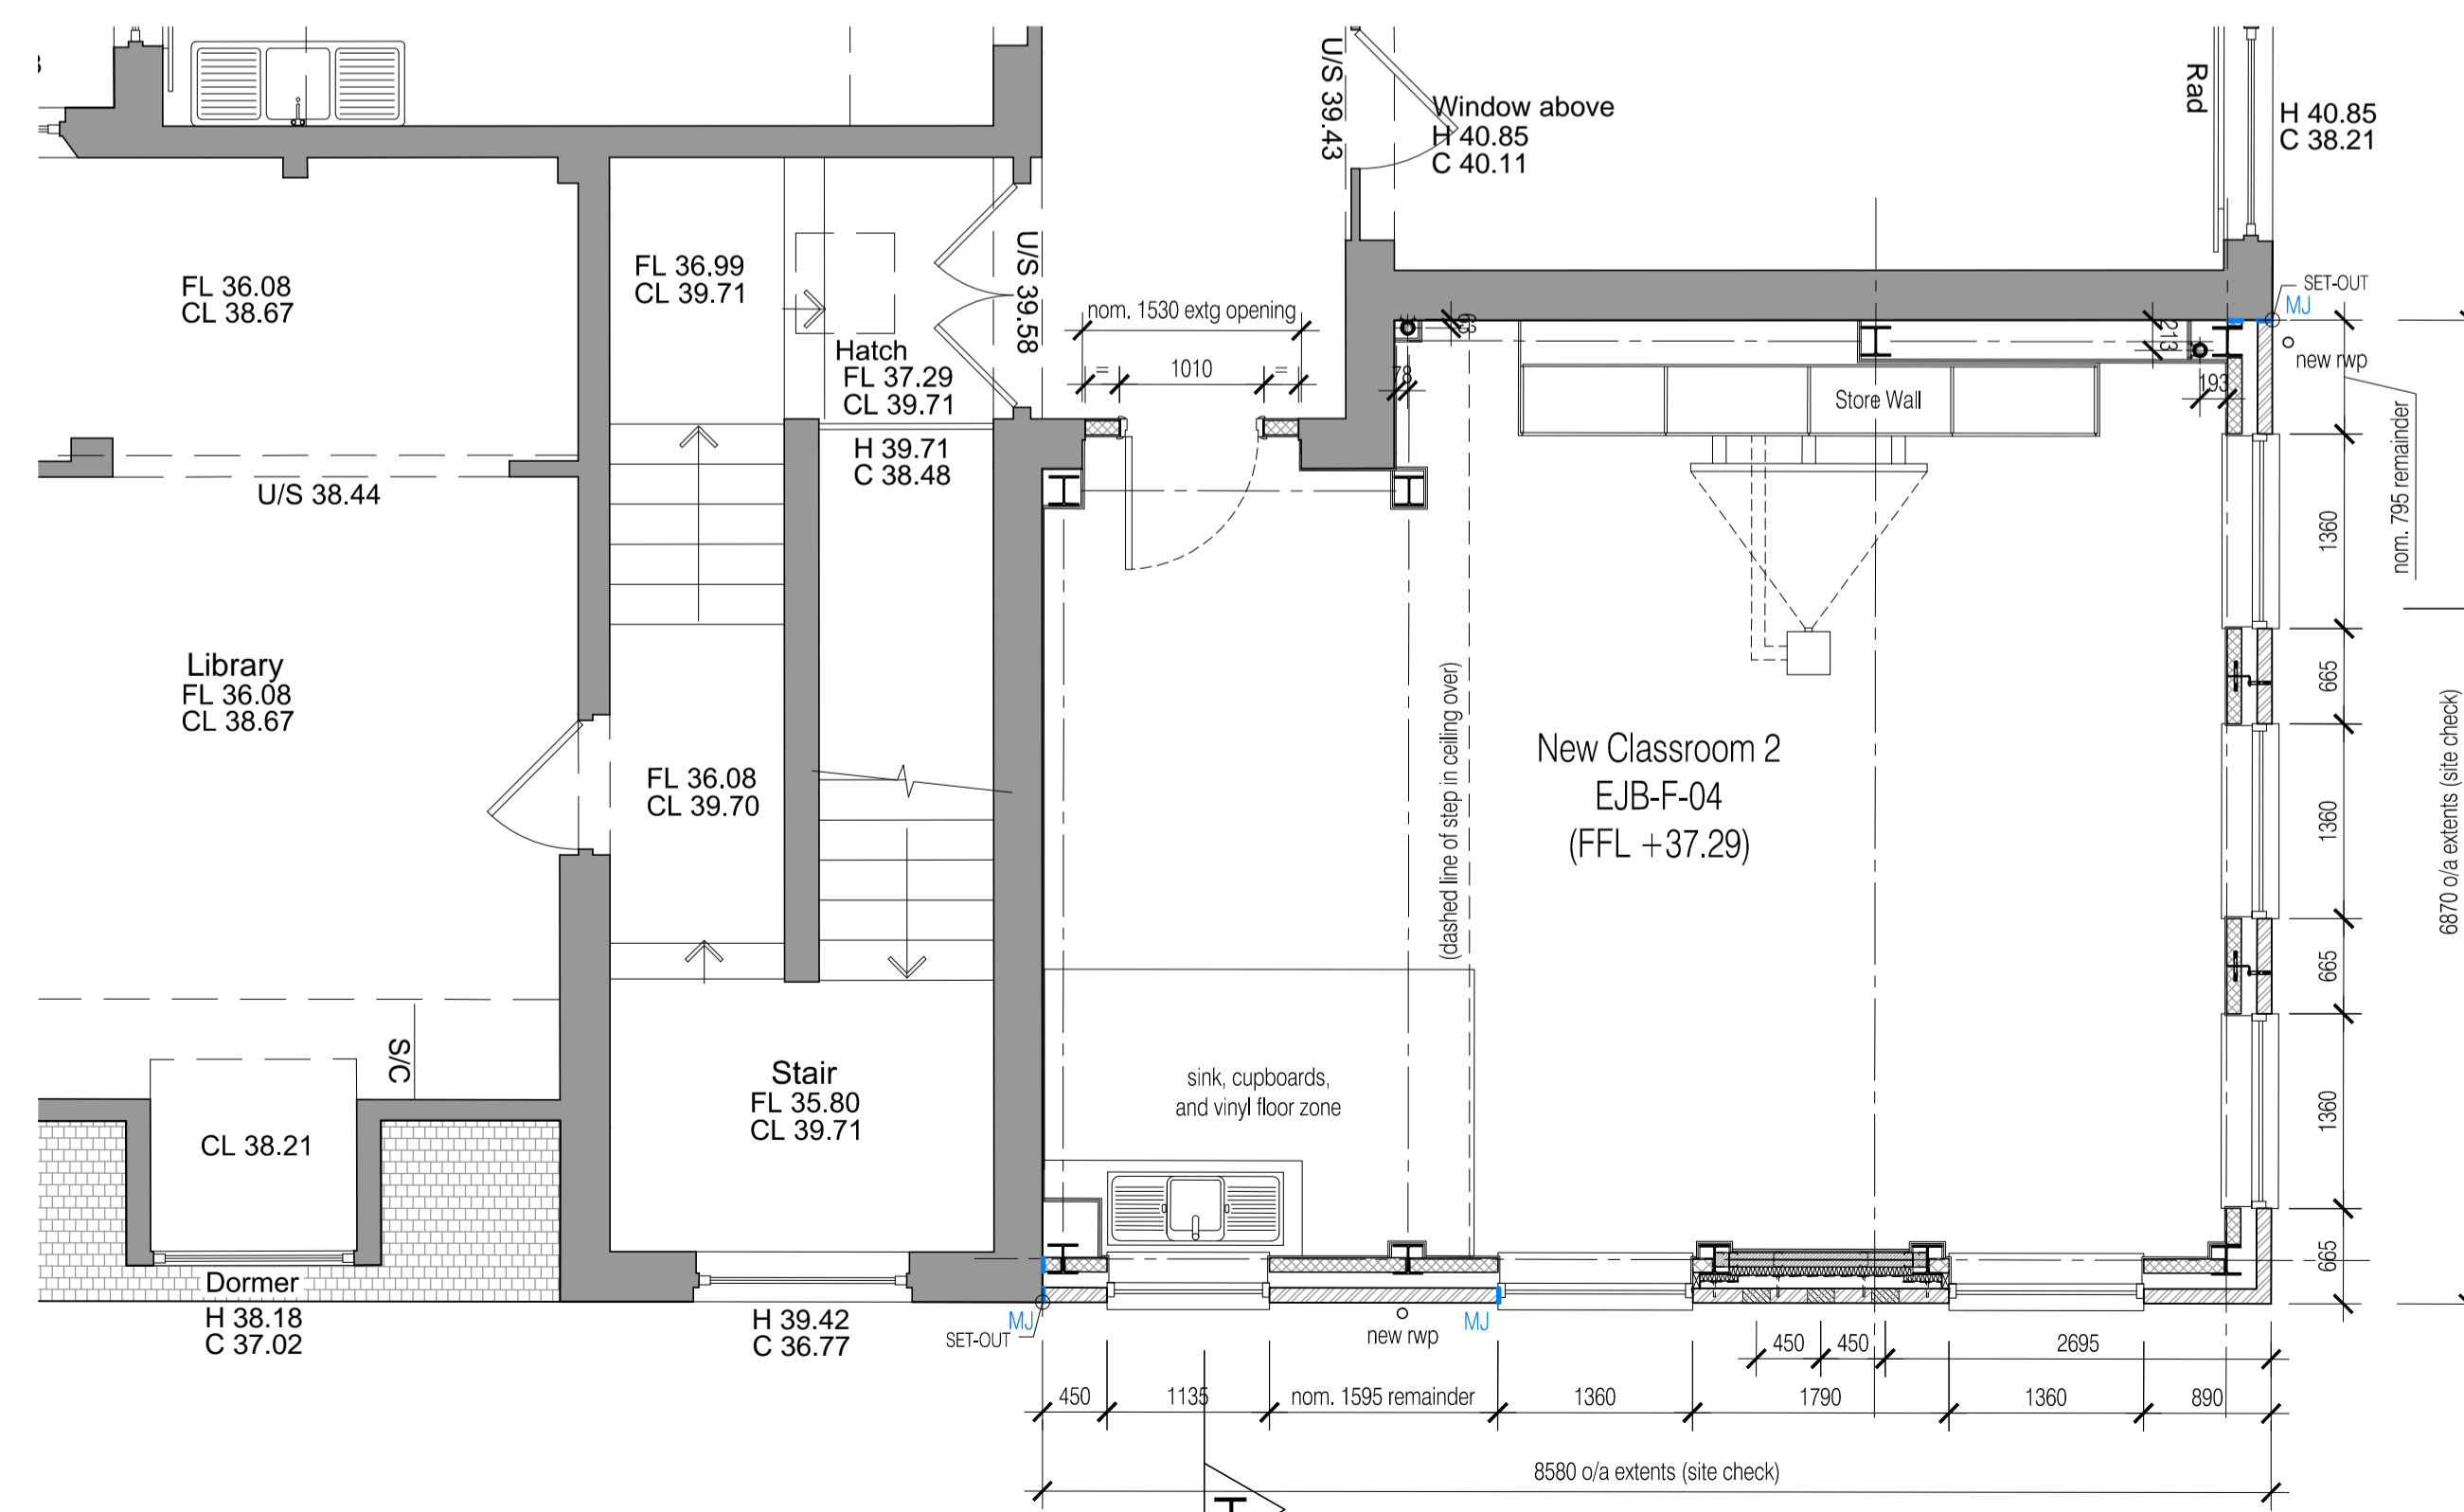 U/S 39.43
Window above
H 40.85
C 40.11
Rad
H 40.85
C 38.21
FL 36.08
CL 38.67
FL 36.99
CL 39.71
U/S 39.58
Hatch
FL 37.29
CL 39.71
nom. 1530 extg opening
=
1010
=
63
78
SET-OUT
MJ
213
new rwp
193
Store Wall
nom. 795 remainder
H 39.71
C 38.48
U/S 38.44
1360
Library
FL 36.08
CL 38.67
665
(dashed line of step in ceiling over)
New Classroom 2
EJB-F-04
(FFL +37.29)
FL 36.08
CL 39.70
1360
6870 o/a extents (site check)
665
S/C
Stair
FL 35.80
CL 39.71
sink, cupboards,
and vinyl floor zone
1360
CL 38.21
665
Dormer
H 38.18
C 37.02
H 39.42
C 36.77
MJ
SET-OUT
new rwp
MJ
450
450
2695
450
1135
nom. 1595 remainder
1360
1790
1360
890
8580 o/a extents (site check)